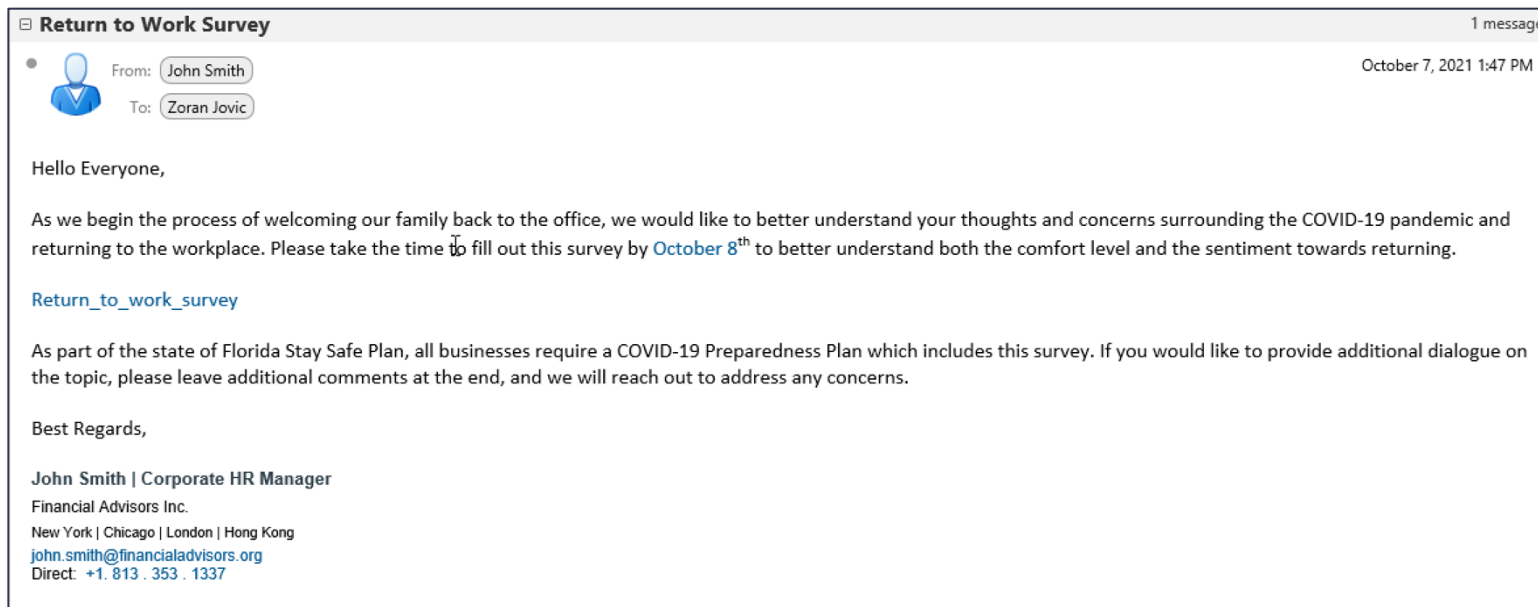 Return to Work Survey
1 message
From: John Smith
October 7, 2021 1:47 PM
To: Zoran Jovic
Hello Everyone,
As we begin the process of welcoming our family back to the office, we would like to better understand your thoughts and concerns surrounding the COVID-19 pandemic and
returning to the workplace. Please take the time to fill out this survey by October 8th to better understand both the comfort level and the sentiment towards returning.
Return_to_work_survey
As part of the state of Florida Stay Safe Plan, all businesses require a COVID-19 Preparedness Plan which includes this survey. If you would like to provide additional dialogue on
the topic, please leave additional comments at the end, and we will reach out to address any concerns.
Best Regards,
John Smith | Corporate HR Manager
Financial Advisors Inc.
New York | Chicago | London | Hong Kong
john.smith@financialadvisors.org
Direct: +1. 813 . 353 . 1337